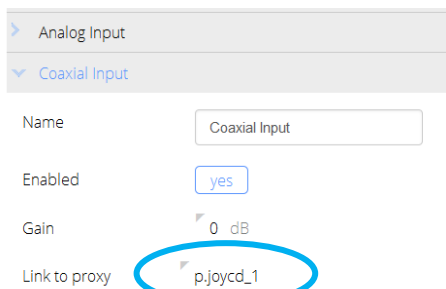 Analog Input
Coaxial Input
Name Coaxial Input
Enabled yes
Gain 0 dB
Link to proxy p.joycd_1